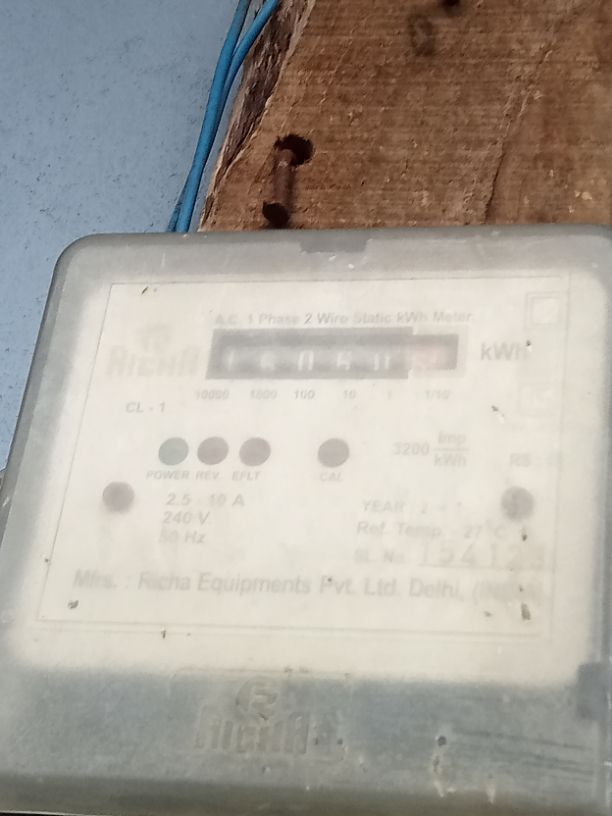 A.C. 1 Phase 2 Wire Static kWh Meter
RICHA
kWh
10000 1000 100 10 1 1/10
CL - 1
POWER REV. EFLT CAL
3200 Imp/kWh
2.5 - 10 A
240 V.
50 Hz
YEAR
Ref. Temp. 27°C
SL. No.
Mfrs. : Richa Equipments Pvt. Ltd. Delhi,
RICHA